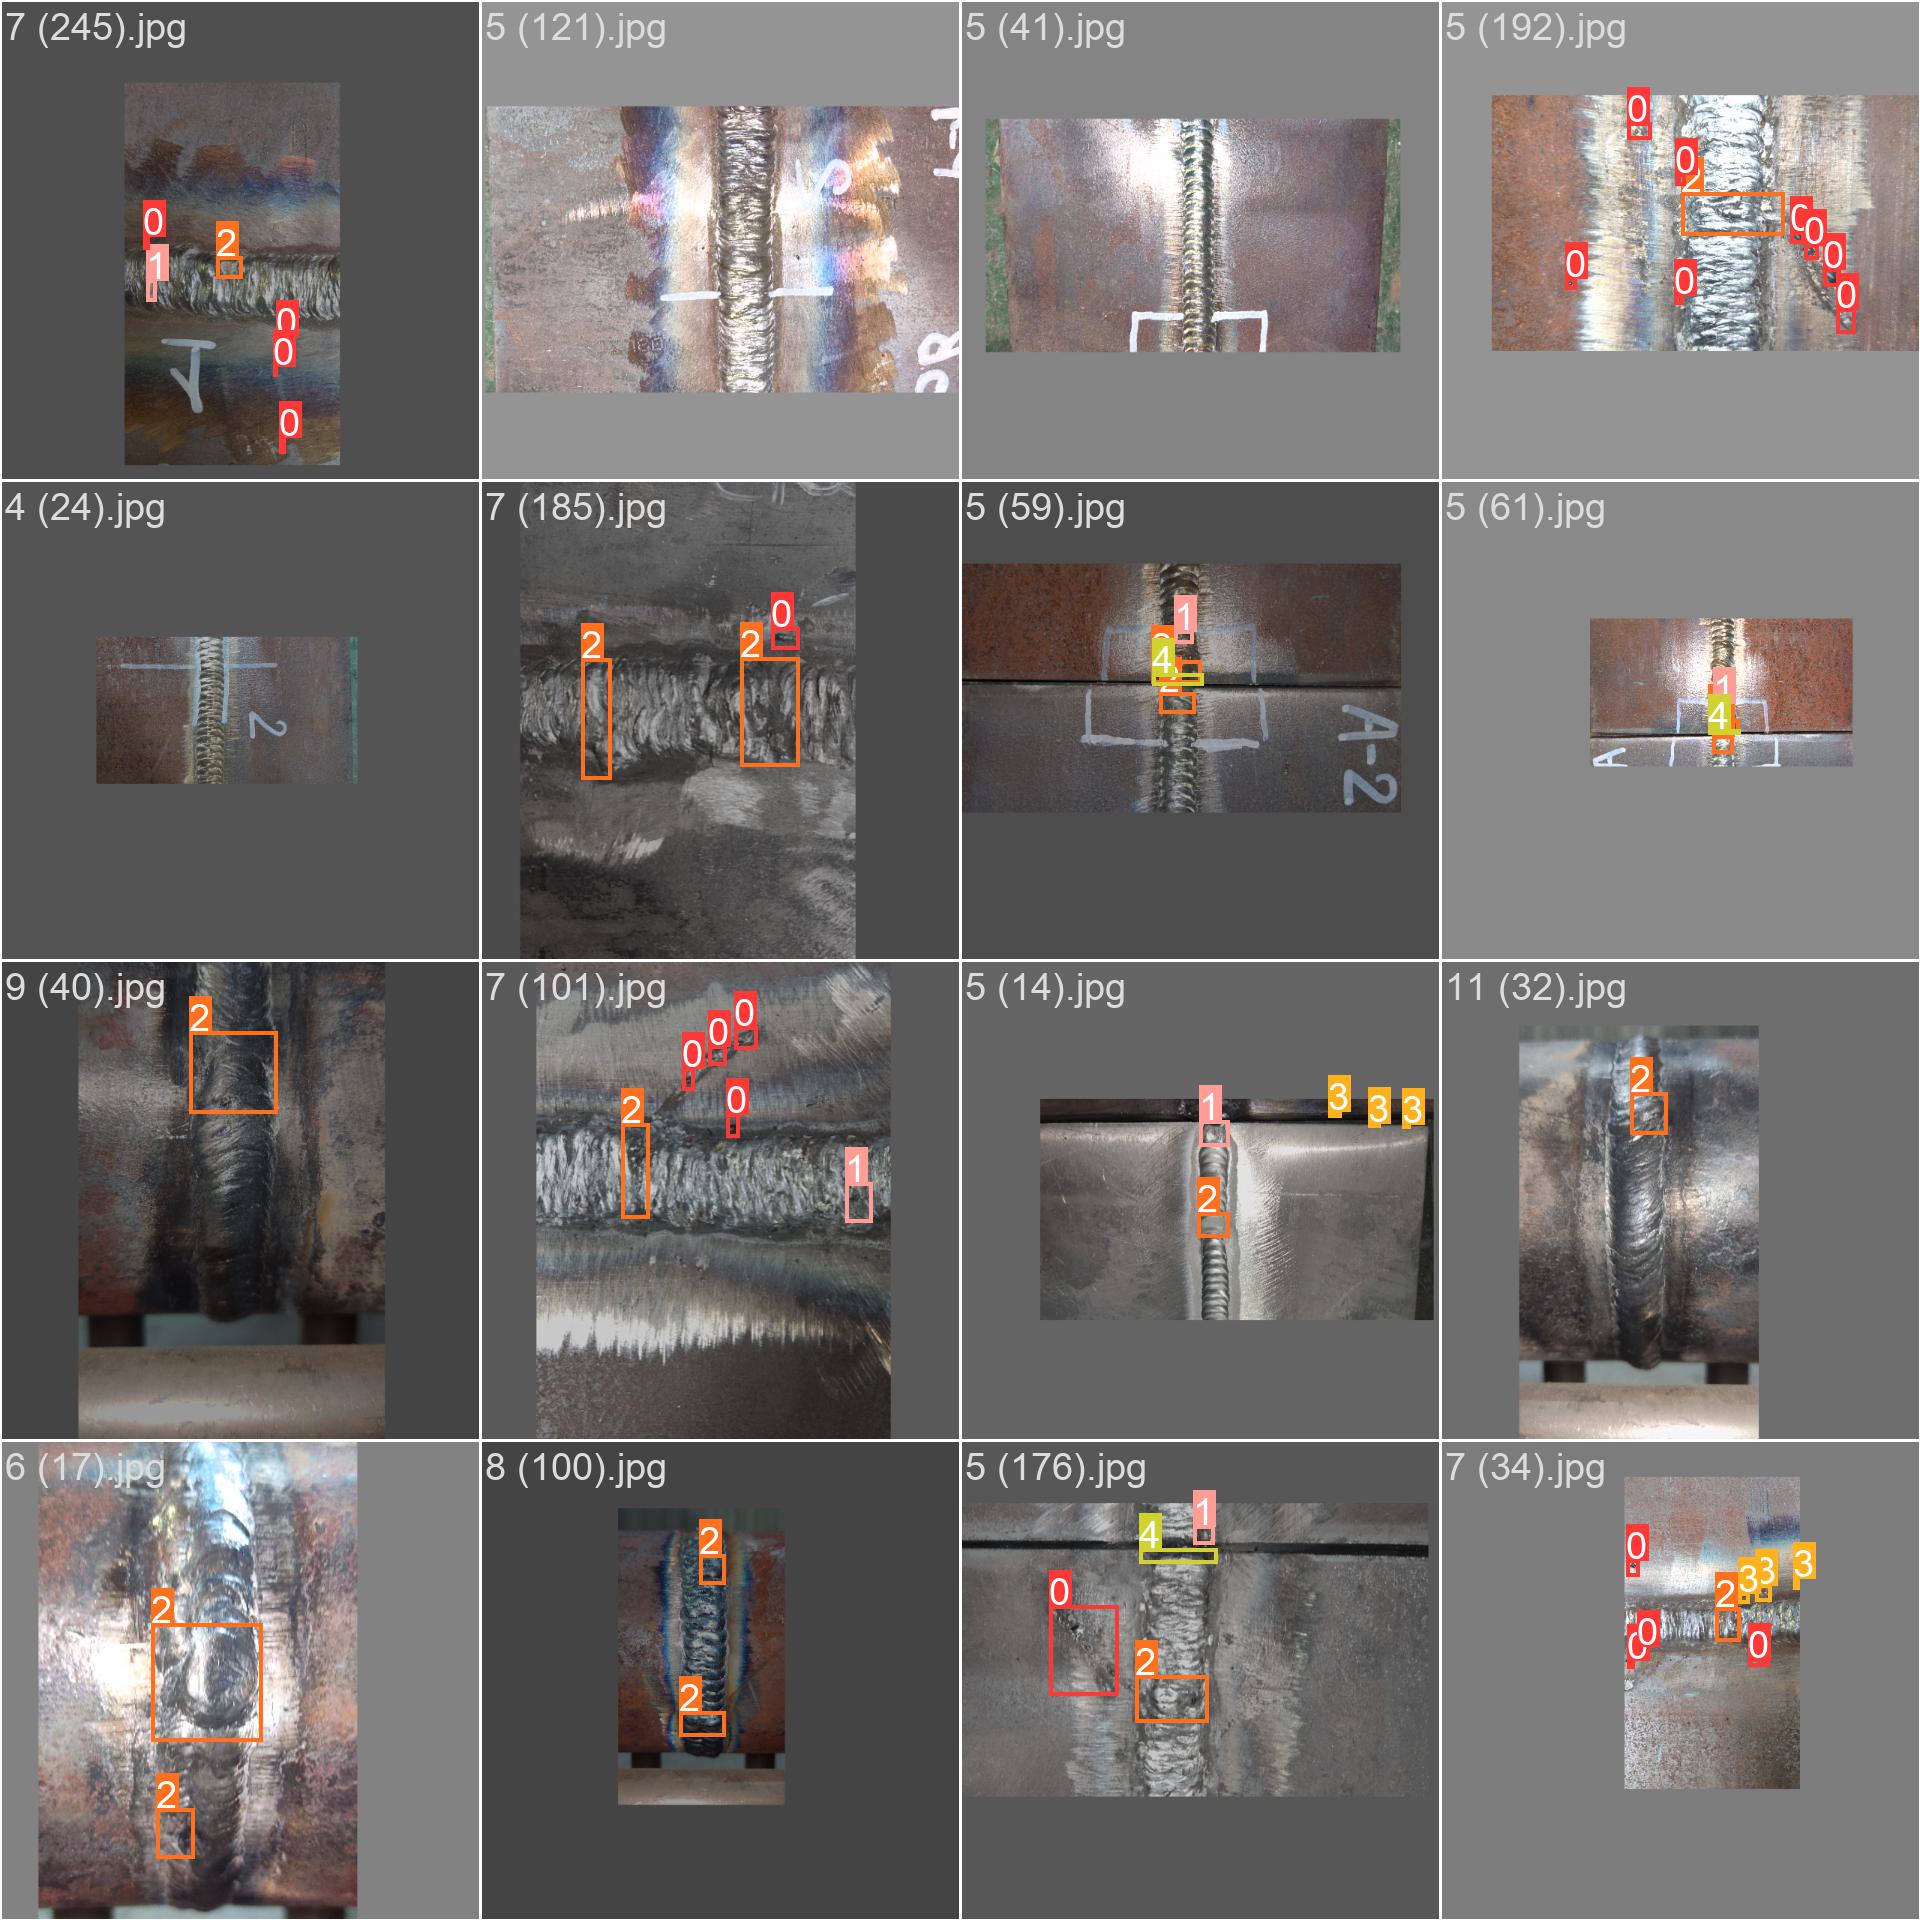 7 (245).jpg
5 (121).jpg
5 (41).jpg
5 (192).jpg
0
1
2
0
0
0
0
0
2
0
0
0
0
0
0
0
4 (24).jpg
7 (185).jpg
5 (59).jpg
5 (61).jpg
2
2
2
0
1
4
A-2
1
4
A
9 (40).jpg
7 (101).jpg
5 (14).jpg
11 (32).jpg
2
0
0
0
0
2
1
1
3
3
3
2
2
6 (17).jpg
8 (100).jpg
5 (176).jpg
7 (34).jpg
2
2
2
2
1
4
0
2
0
3
3
3
2
0
0
0